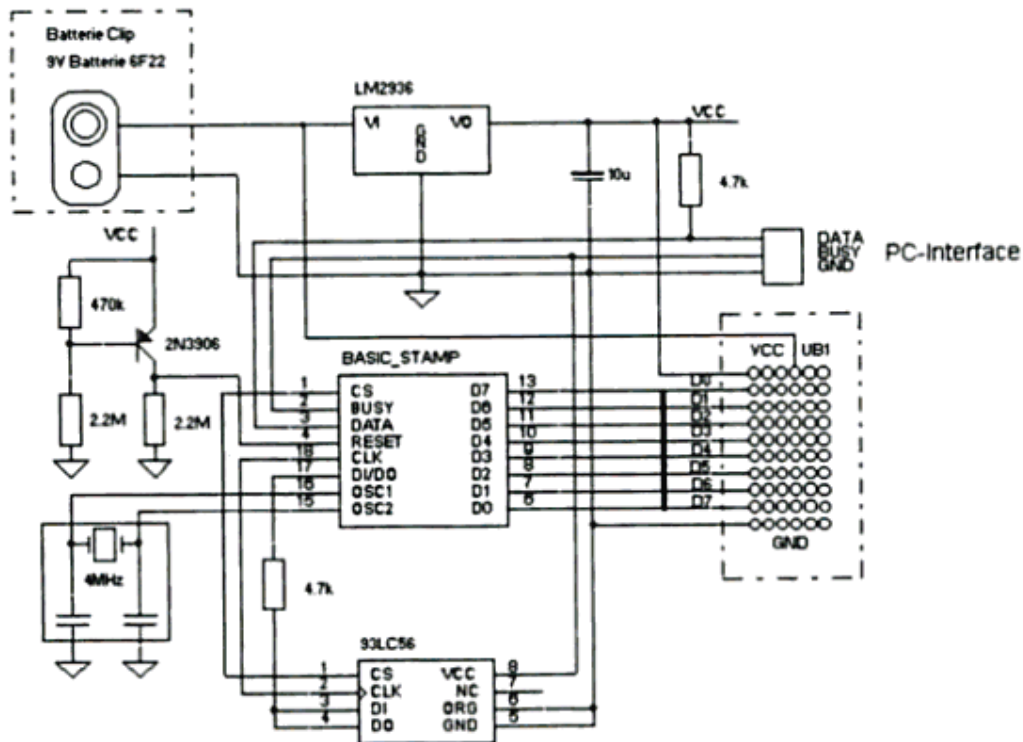 Batterie Clip
9V Batterie 6F22
LM2936
VI
GND
VO
VCC
10u
4.7k
DATA
BUSY
GND
PC-Interface
VCC
470k
2N3906
2.2M
2.2M
BASIC_STAMP
1 CS D7 13
2 BUSY D6 12
3 DATA D5 11
4 RESET D4 10
18 CLK D3 9
17 DI/DO D2 8
16 OSC1 D1 7
15 OSC2 D0 6
VCC UB1
D0
D1
D2
D3
D4
D5
D6
D7
GND
4MHz
4.7k
93LC56
1 CS VCC 8
2 CLK NC 7
3 DI ORG 6
4 DO GND 5